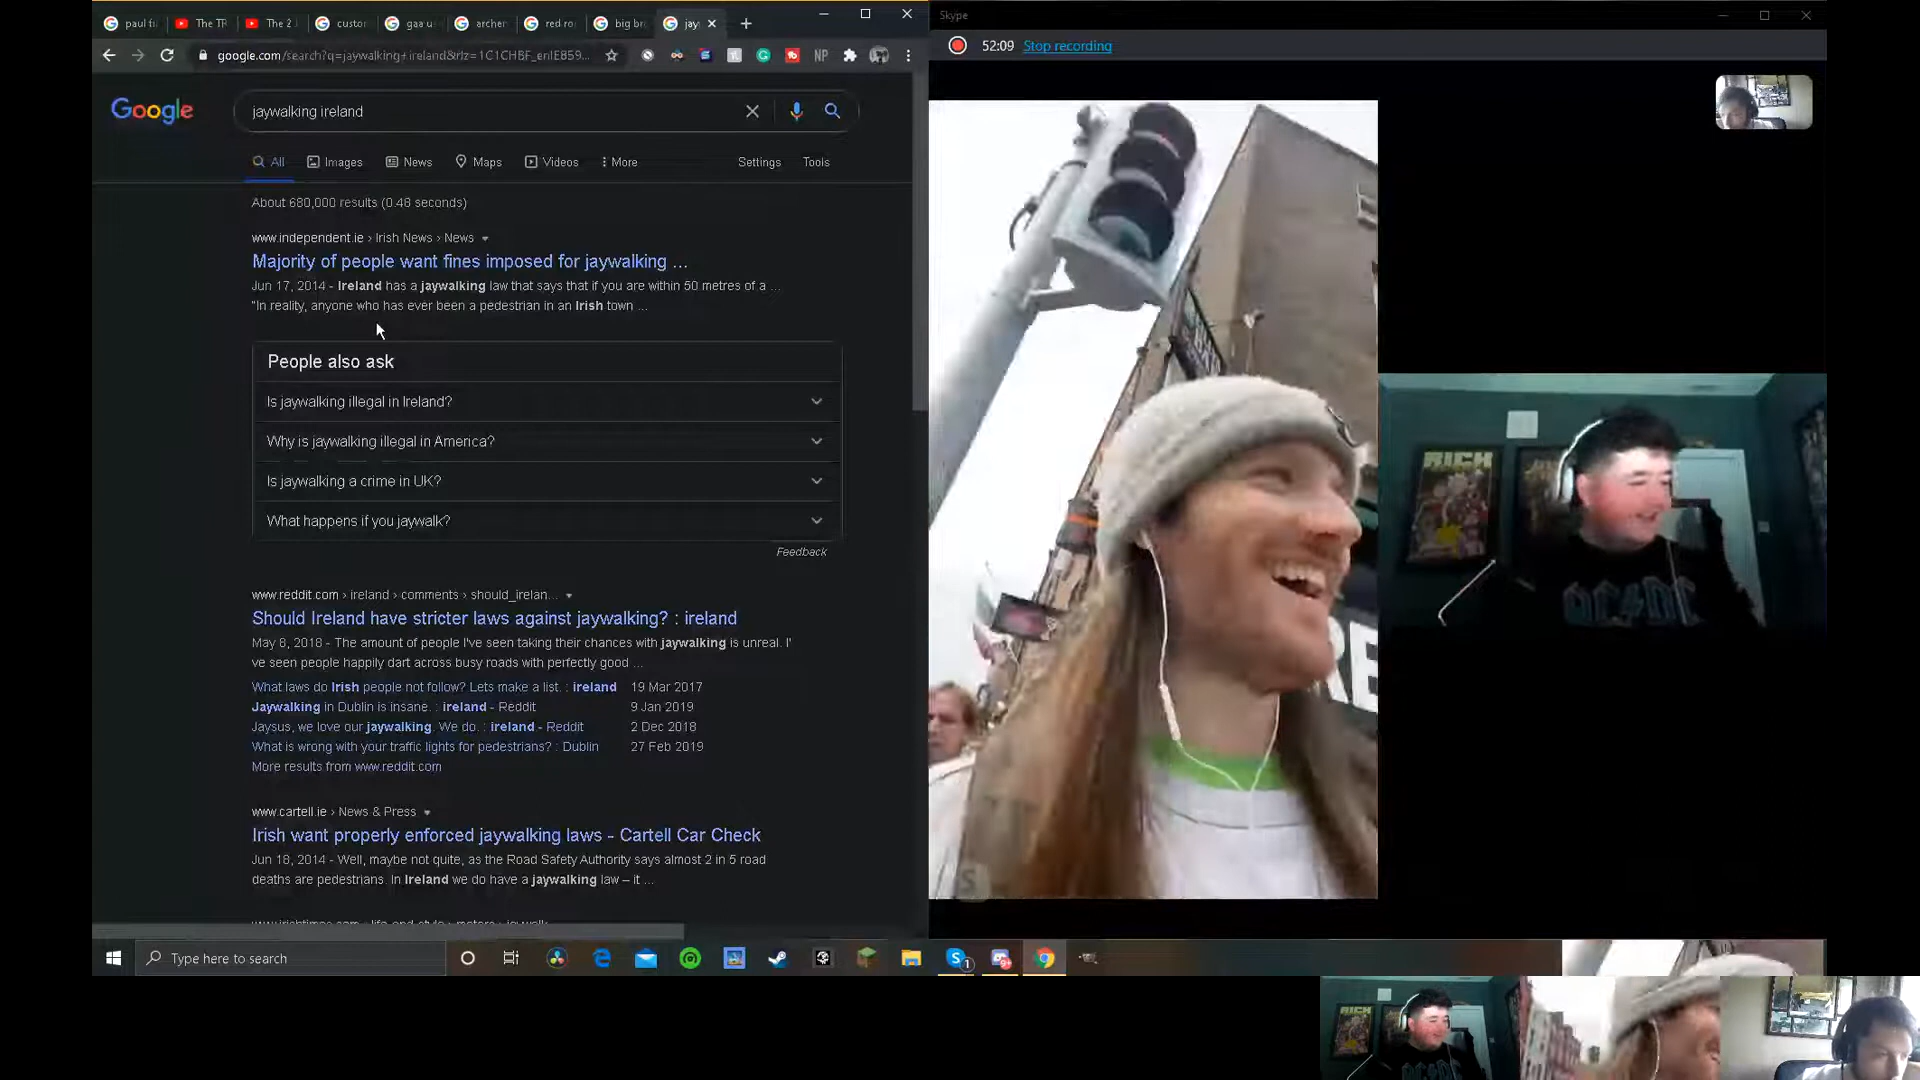 paul fi
The TR
The 2
custo
gaa u
archer
red ro
big br
jay
google.com/search?q=jaywalking+ireland&rlz=1C1CHBF_enIE859...
NP
Google
jaywalking ireland
All
Images
News
Maps
Videos
More
Settings
Tools
About 680,000 results (0.48 seconds)
www.independent.ie › Irish News › News
Majority of people want fines imposed for jaywalking ...
Jun 17, 2014 - Ireland has a jaywalking law that says that if you are within 50 metres of a ...
"In reality, anyone who has ever been a pedestrian in an Irish town ...
People also ask
Is jaywalking illegal in Ireland?
Why is jaywalking illegal in America?
Is jaywalking a crime in UK?
What happens if you jaywalk?
Feedback
www.reddit.com › ireland › comments › should_irelan...
Should Ireland have stricter laws against jaywalking? : ireland
May 8, 2018 - The amount of people I've seen taking their chances with jaywalking is unreal. I'
ve seen people happily dart across busy roads with perfectly good ...
What laws do Irish people not follow? Lets make a list. : ireland 19 Mar 2017
Jaywalking in Dublin is insane. : ireland - Reddit 9 Jan 2019
Jaysus, we love our jaywalking. We do. : ireland - Reddit 2 Dec 2018
What is wrong with your traffic lights for pedestrians? : Dublin 27 Feb 2019
More results from www.reddit.com
www.cartell.ie › News & Press
Irish want properly enforced jaywalking laws - Cartell Car Check
Jun 18, 2014 - Well, maybe not quite, as the Road Safety Authority says almost 2 in 5 road
deaths are pedestrians. In Ireland we do have a jaywalking law – it ...
Type here to search
Skype
52:09 Stop recording
RICH
AC DC
RE
S
RICH
AC DC